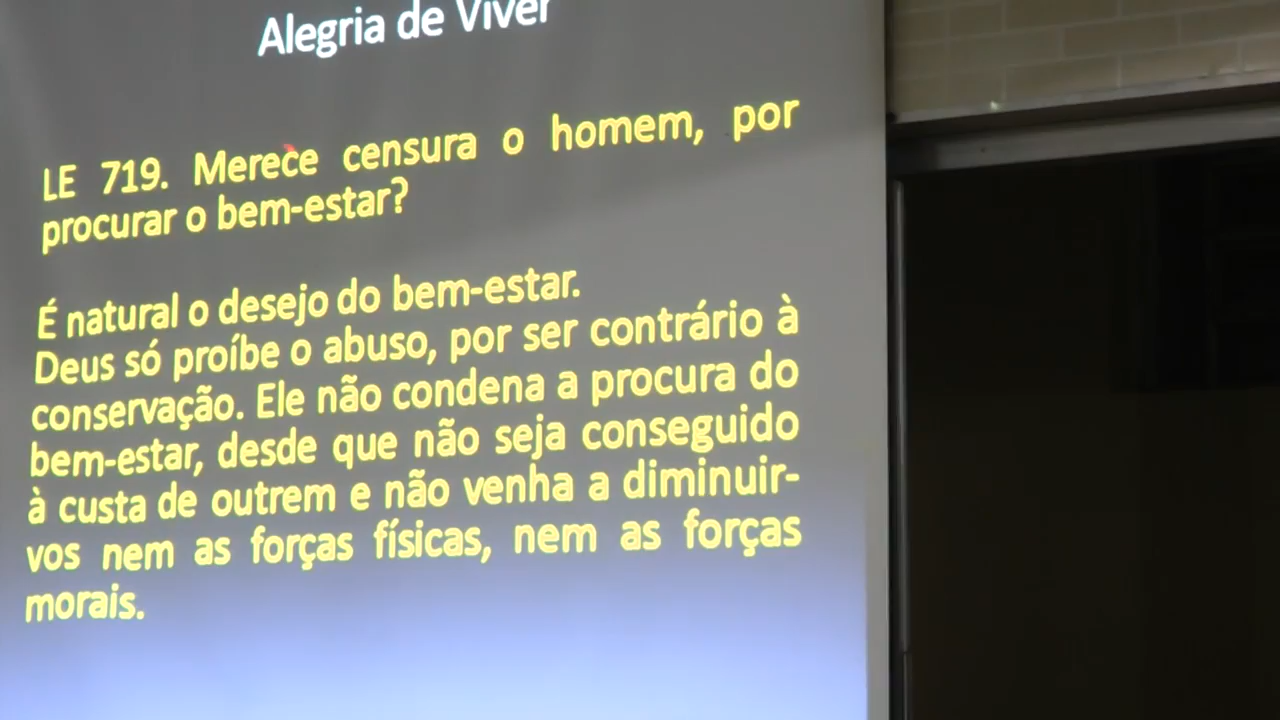 Alegria de Viver
LE 719. Merece censura o homem, por
procurar o bem-estar?
É natural o desejo do bem-estar.
Deus só proíbe o abuso, por ser contrário à
conservação. Ele não condena a procura do
bem-estar, desde que não seja conseguido
à custa de outrem e não venha a diminuir-
vos nem as forças físicas, nem as forças
morais.